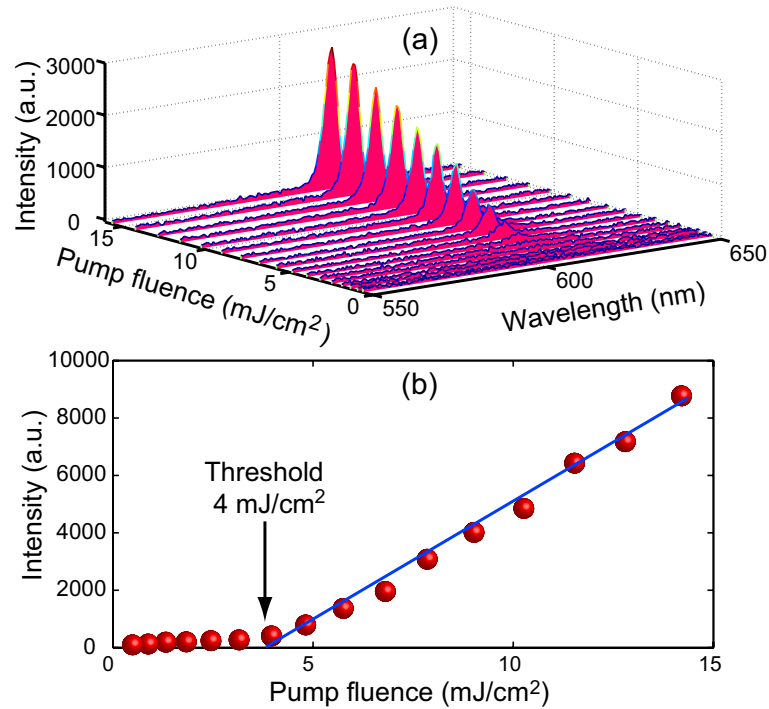 (a)
3000
2000
1000
0
Intensity (a.u.)
15
10
5
0
Pump fluence (mJ/cm²)
550
600
650
Wavelength (nm)
(b)
10000
8000
6000
4000
2000
0
Intensity (a.u.)
Threshold
4 mJ/cm²
0 5 10 15
Pump fluence (mJ/cm²)